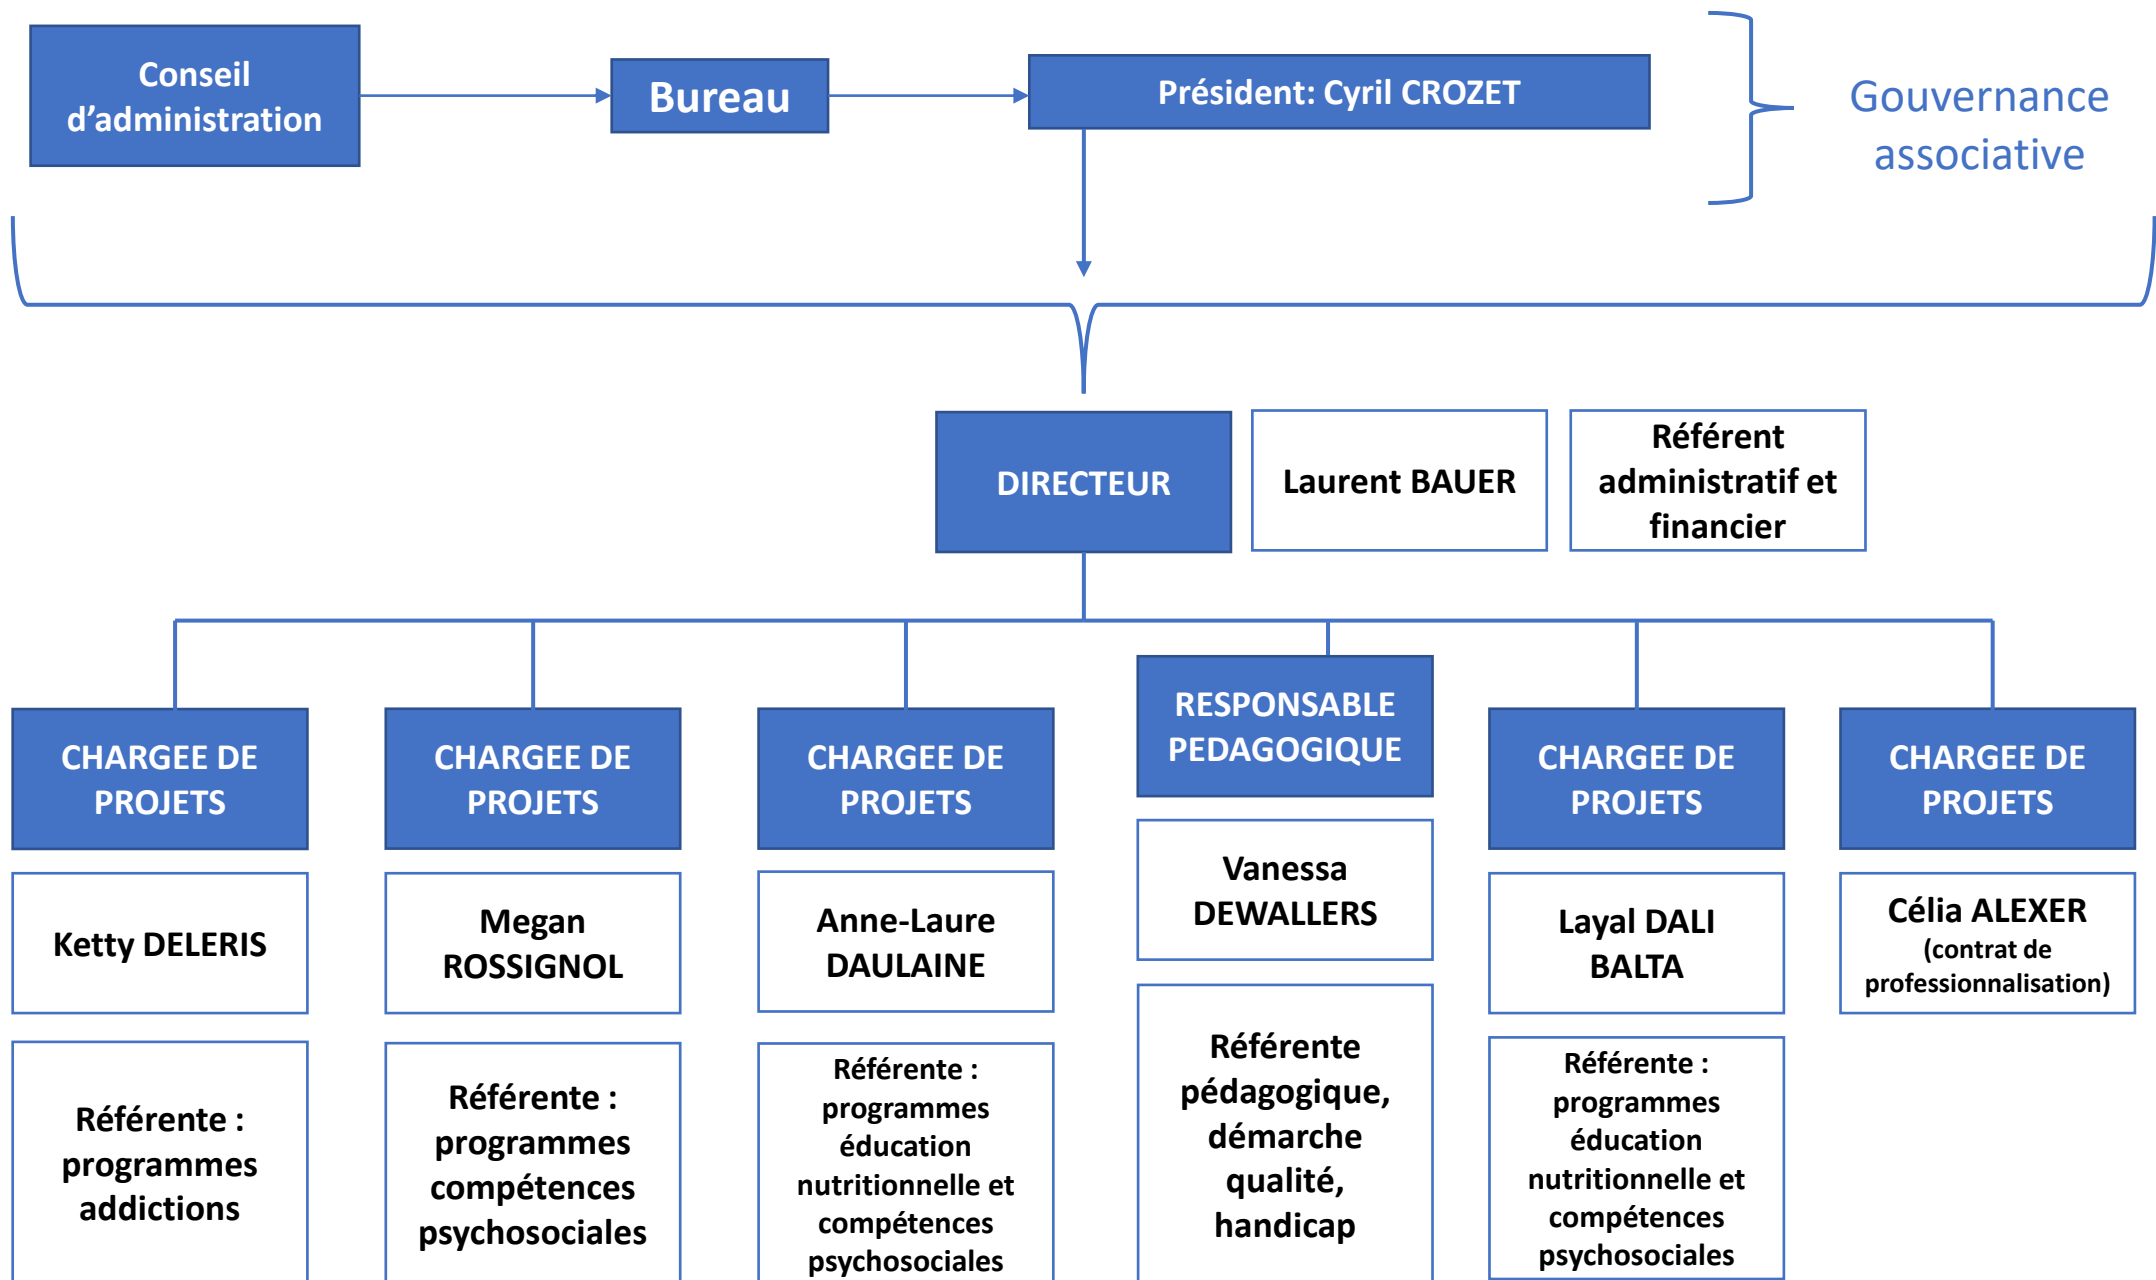 Conseil
d’administration
Bureau
Président: Cyril CROZET
Gouvernance
associative
DIRECTEUR
Laurent BAUER
Référent
administratif et
financier
CHARGEE DE
PROJETS
Ketty DELERIS
Référente :
programmes
addictions
CHARGEE DE
PROJETS
Megan
ROSSIGNOL
Référente :
programmes
compétences
psychosociales
CHARGEE DE
PROJETS
Anne-Laure
DAULAINE
Référente :
programmes
éducation
nutritionnelle et
compétences
psychosociales
RESPONSABLE
PEDAGOGIQUE
Vanessa
DEWALLERS
Référente
pédagogique,
démarche
qualité,
handicap
CHARGEE DE
PROJETS
Layal DALI
BALTA
Référente :
programmes
éducation
nutritionnelle et
compétences
psychosociales
CHARGEE DE
PROJETS
Célia ALEXER
(contrat de
professionnalisation)